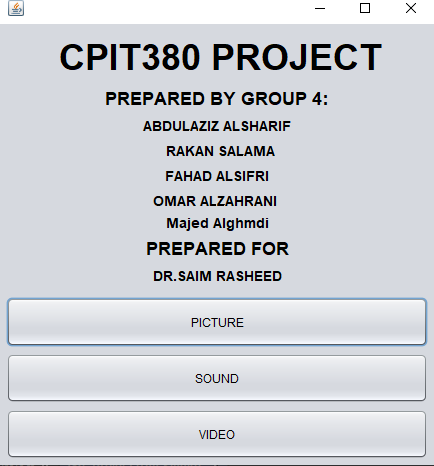 CPIT380 PROJECT
PREPARED BY GROUP 4:
ABDULAZIZ ALSHARIF
RAKAN SALAMA
FAHAD ALSIFRI
OMAR ALZAHRANI
Majed Alghmdi
PREPARED FOR
DR.SAIM RASHEED
PICTURE
SOUND
VIDEO